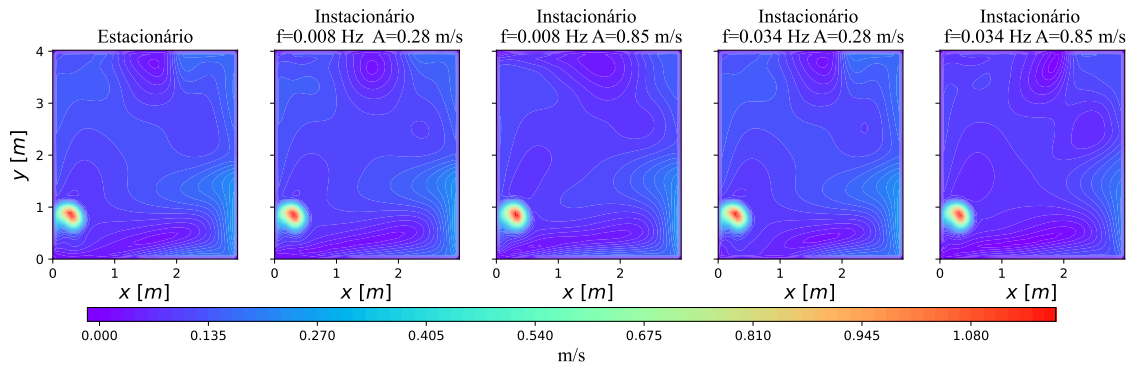 Estacionário
Instacionário
f=0.008 Hz  A=0.28 m/s
Instacionário
f=0.008 Hz A=0.85 m/s
Instacionário
f=0.034 Hz A=0.28 m/s
Instacionário
f=0.034 Hz A=0.85 m/s
y [m]
4
3
2
1
0
0 1 2
0 1 2
0 1 2
0 1 2
0 1 2
x [m]
x [m]
x [m]
x [m]
x [m]
0.000 0.135 0.270 0.405 0.540 0.675 0.810 0.945 1.080
m/s